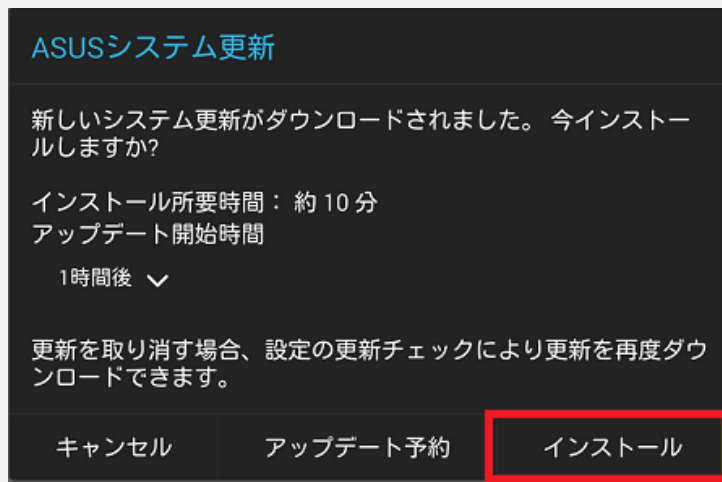 ASUSシステム更新
新しいシステム更新がダウンロードされました。 今インストー
ルしますか?
インストール所要時間： 約 10 分
アップデート開始時間
1時間後
更新を取り消す場合、設定の更新チェックにより更新を再度ダウ
ンロードできます。
キャンセル アップデート予約 インストール